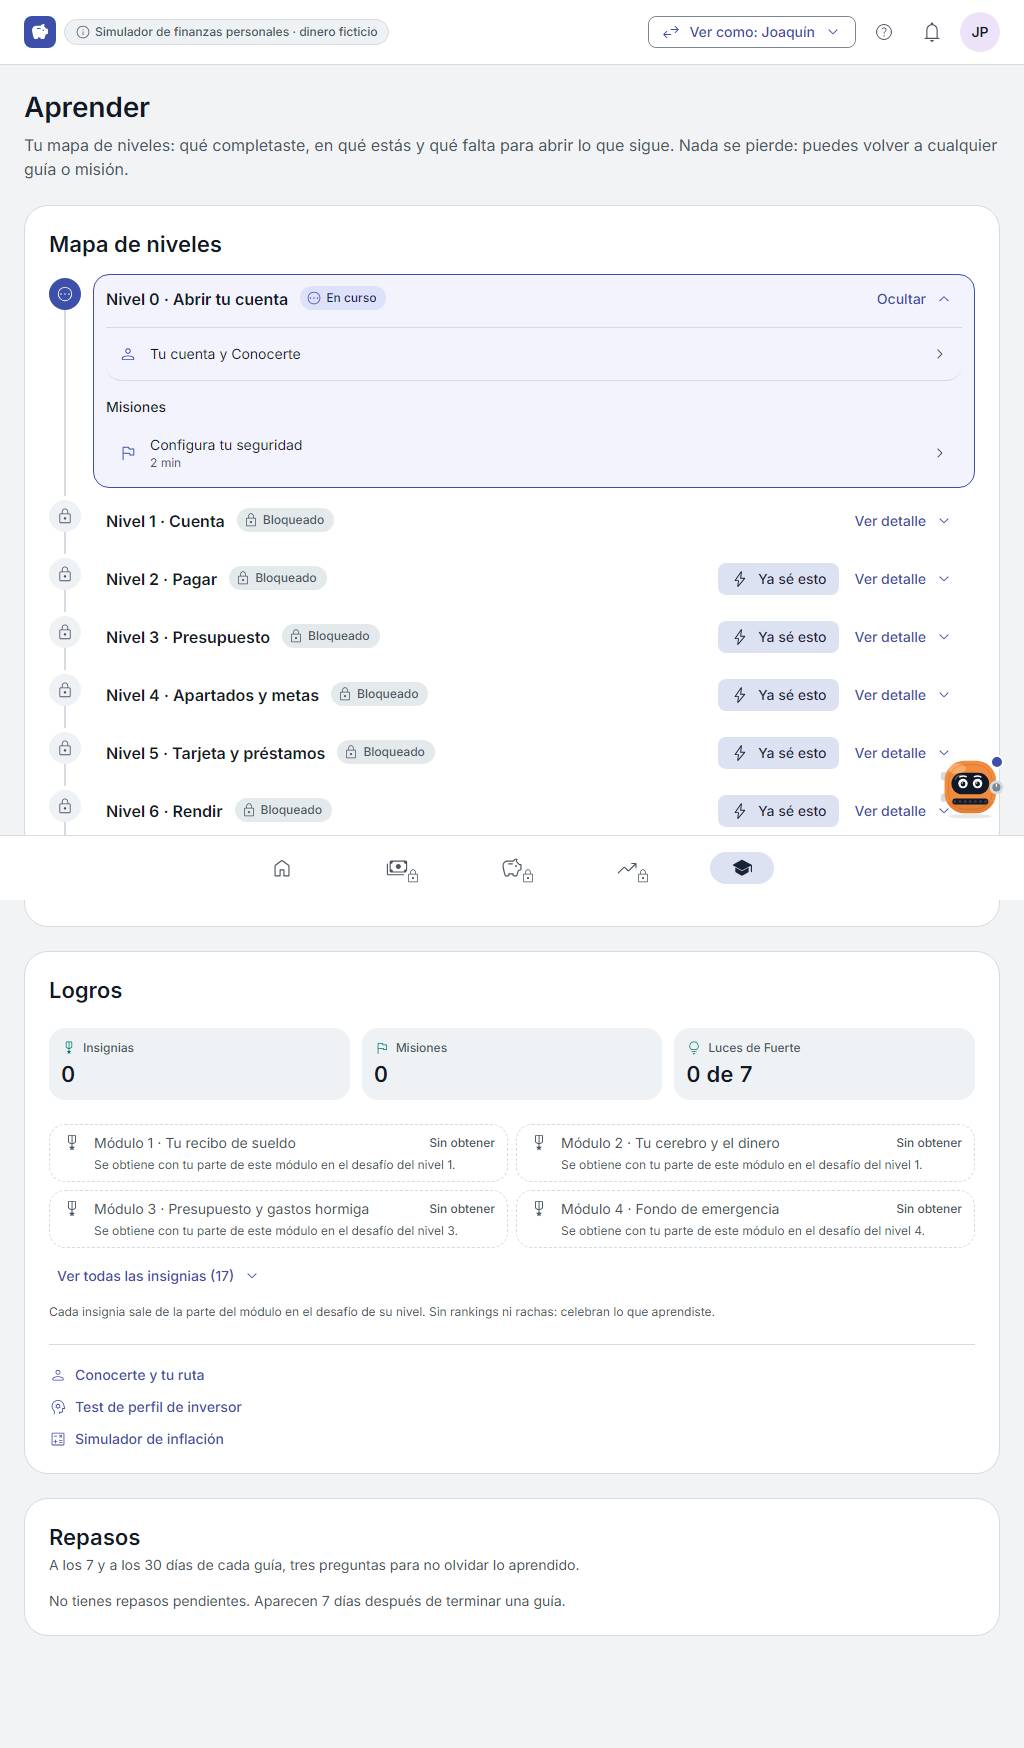 Simulador de finanzas personales · dinero ficticio
Ver como: Joaquín
JP
Aprender
Tu mapa de niveles: qué completaste, en qué estás y qué falta para abrir lo que sigue. Nada se pierde: puedes volver a cualquier
guía o misión.
Mapa de niveles
Nivel 0 · Abrir tu cuenta
En curso
Ocultar
Tu cuenta y Conocerte
Misiones
Configura tu seguridad
2 min
Nivel 1 · Cuenta
Bloqueado
Ver detalle
Nivel 2 · Pagar
Bloqueado
Ya sé esto
Ver detalle
Nivel 3 · Presupuesto
Bloqueado
Ya sé esto
Ver detalle
Nivel 4 · Apartados y metas
Bloqueado
Ya sé esto
Ver detalle
Nivel 5 · Tarjeta y préstamos
Bloqueado
Ya sé esto
Ver detalle
Nivel 6 · Rendir
Bloqueado
Ya sé esto
Ver detalle
Logros
Insignias
0
Misiones
0
Luces de Fuerte
0 de 7
Módulo 1 · Tu recibo de sueldo
Sin obtener
Se obtiene con tu parte de este módulo en el desafío del nivel 1.
Módulo 2 · Tu cerebro y el dinero
Sin obtener
Se obtiene con tu parte de este módulo en el desafío del nivel 1.
Módulo 3 · Presupuesto y gastos hormiga
Sin obtener
Se obtiene con tu parte de este módulo en el desafío del nivel 3.
Módulo 4 · Fondo de emergencia
Sin obtener
Se obtiene con tu parte de este módulo en el desafío del nivel 4.
Ver todas las insignias (17)
Cada insignia sale de la parte del módulo en el desafío de su nivel. Sin rankings ni rachas: celebran lo que aprendiste.
Conocerte y tu ruta
Test de perfil de inversor
Simulador de inflación
Repasos
A los 7 y a los 30 días de cada guía, tres preguntas para no olvidar lo aprendido.
No tienes repasos pendientes. Aparecen 7 días después de terminar una guía.